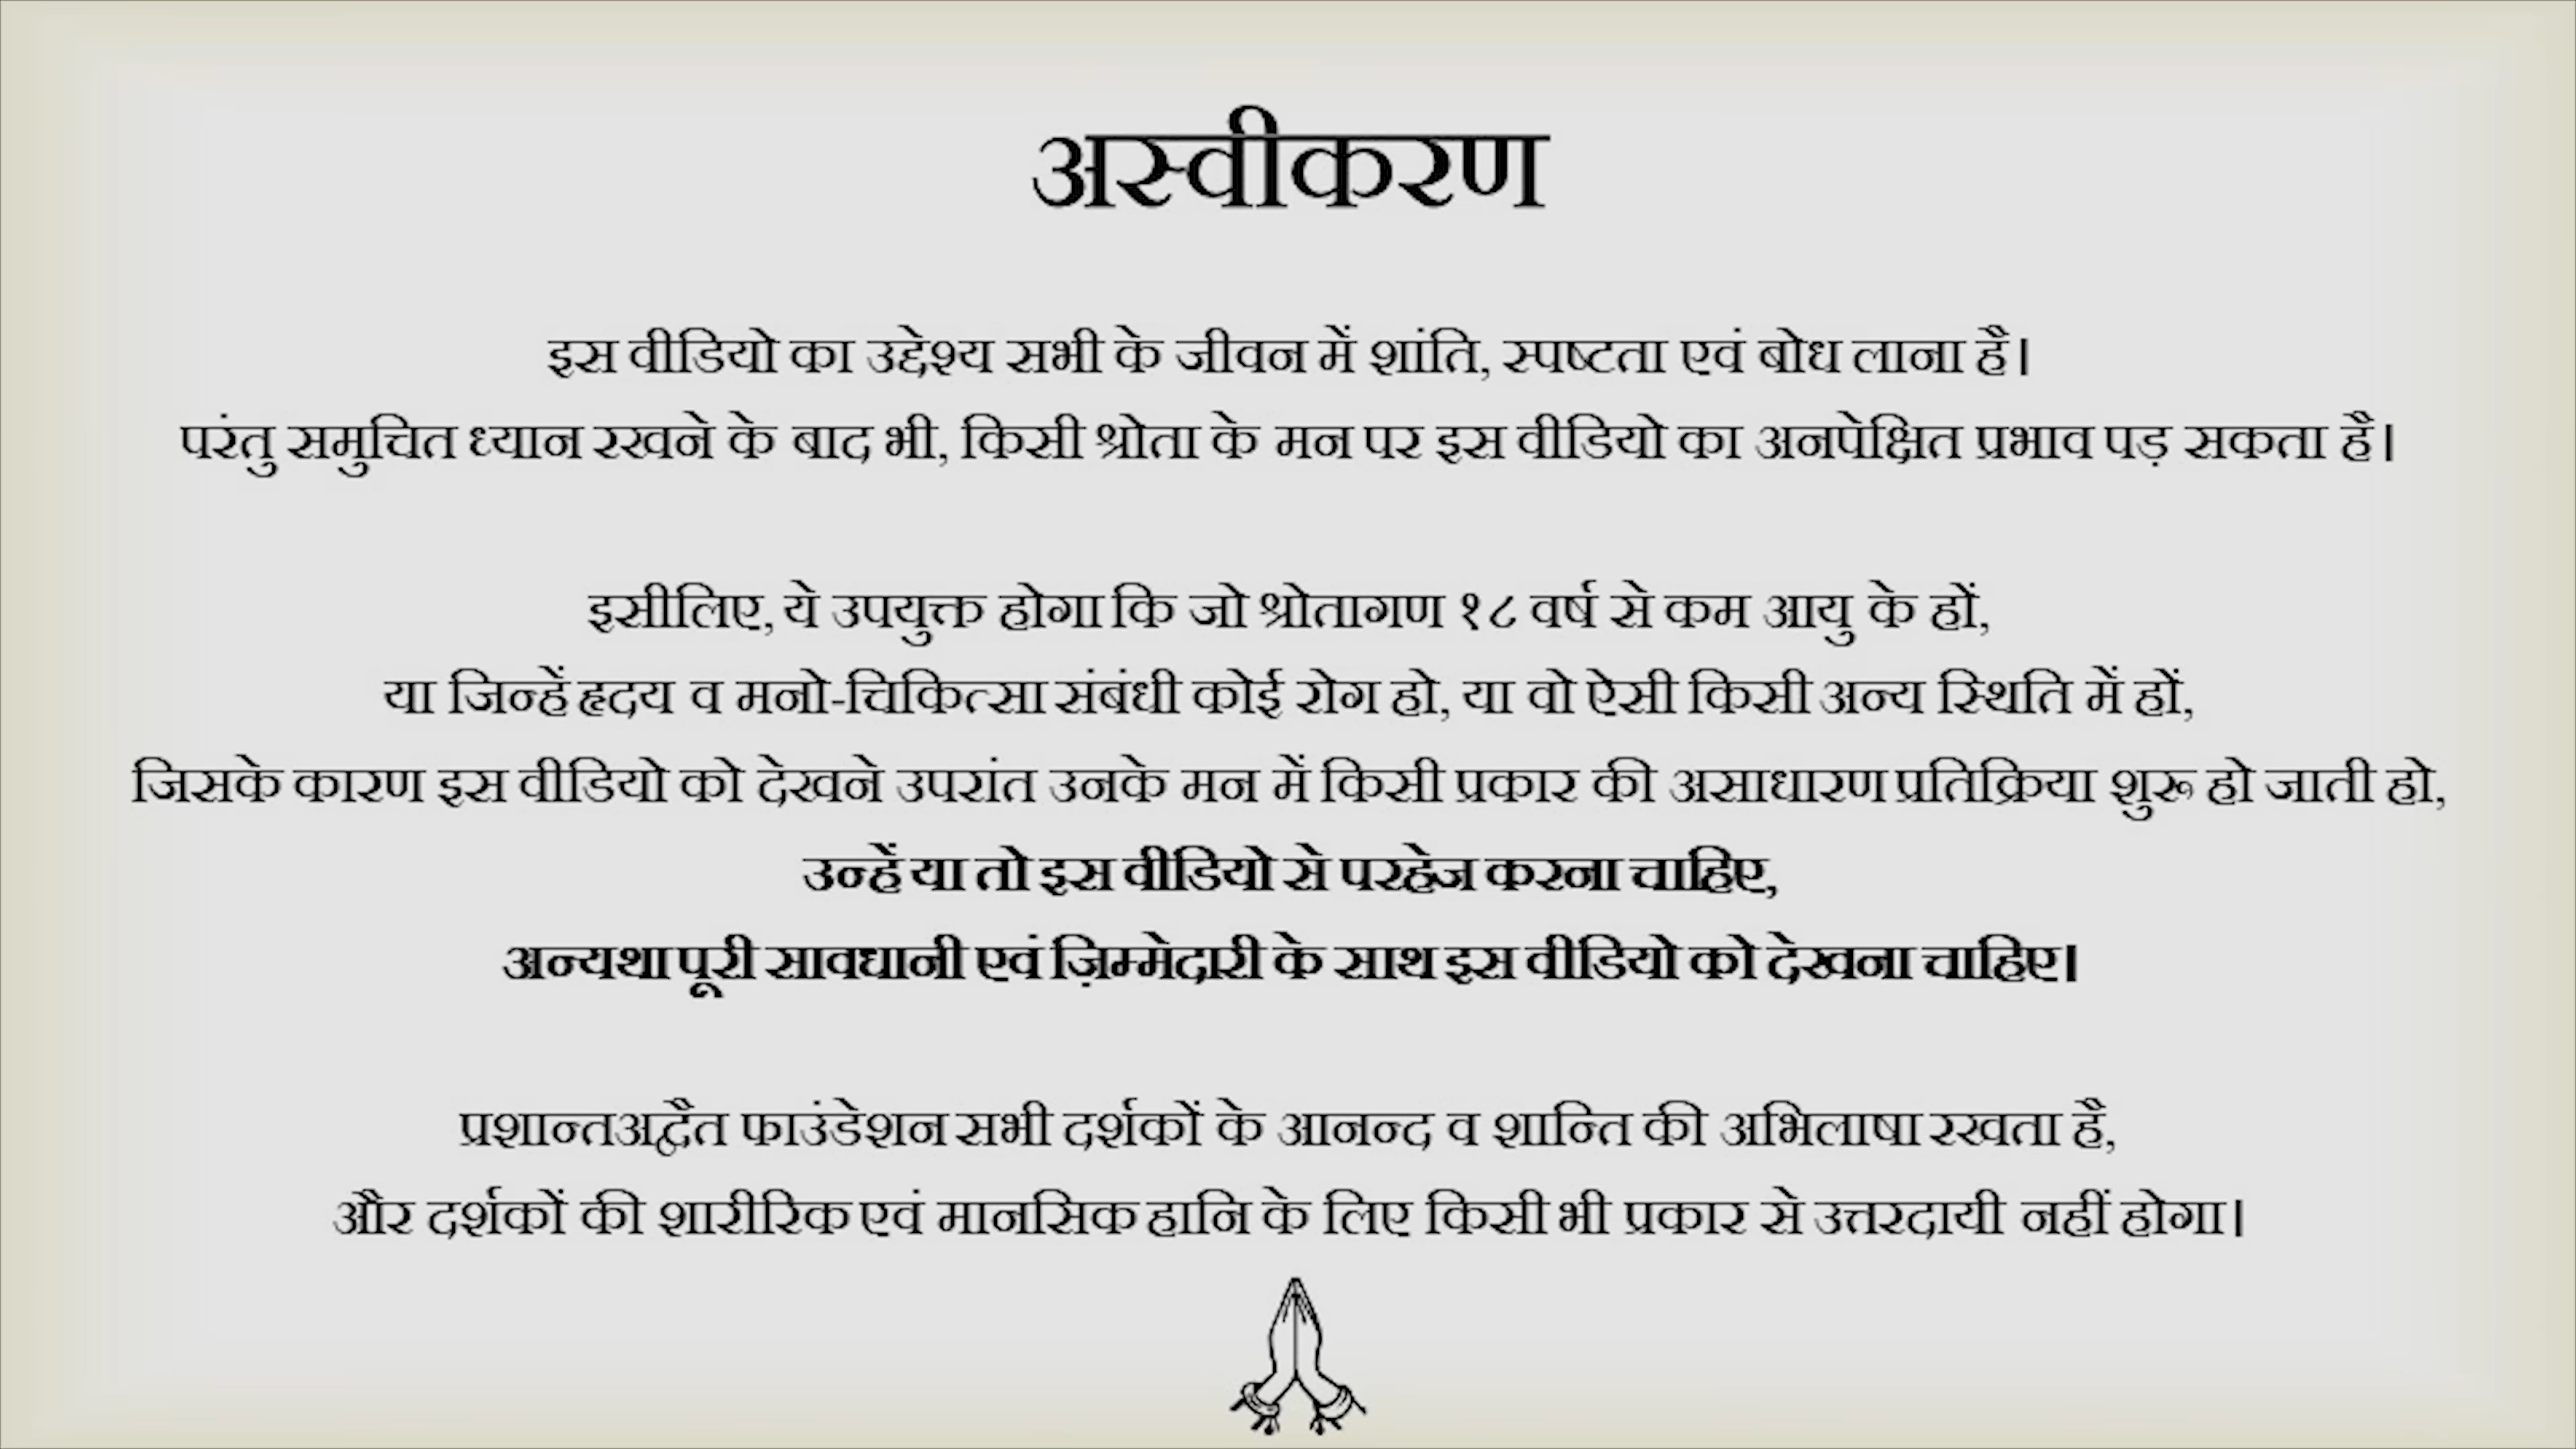 अस्वीकरण
इस वीडियो का उद्देश्य सभी के जीवन में शांति, स्पष्टता एवं बोध लाना है।
परंतु समुचित ध्यान रखने के बाद भी, किसी श्रोता के मन पर इस वीडियो का अनपेक्षित प्रभाव पड़ सकता है।
इसीलिए, ये उपयुक्त होगा कि जो श्रोतागण १८ वर्ष से कम आयु के हों,
या जिन्हें हृदय व मनो-चिकित्सा संबंधी कोई रोग हो, या वो ऐसी किसी अन्य स्थिति में हों,
जिसके कारण इस वीडियो को देखने उपरांत उनके मन में किसी प्रकार की असाधारण प्रतिक्रिया शुरू हो जाती हो,
उन्हें या तो इस वीडियो से परहेज करना चाहिए,
अन्यथा पूरी सावधानी एवं ज़िम्मेदारी के साथ इस वीडियो को देखना चाहिए।
प्रशान्तअद्वैत फाउंडेशन सभी दर्शकों के आनन्द व शान्ति की अभिलाषा रखता है,
और दर्शकों की शारीरिक एवं मानसिक हानि के लिए किसी भी प्रकार से उत्तरदायी नहीं होगा।